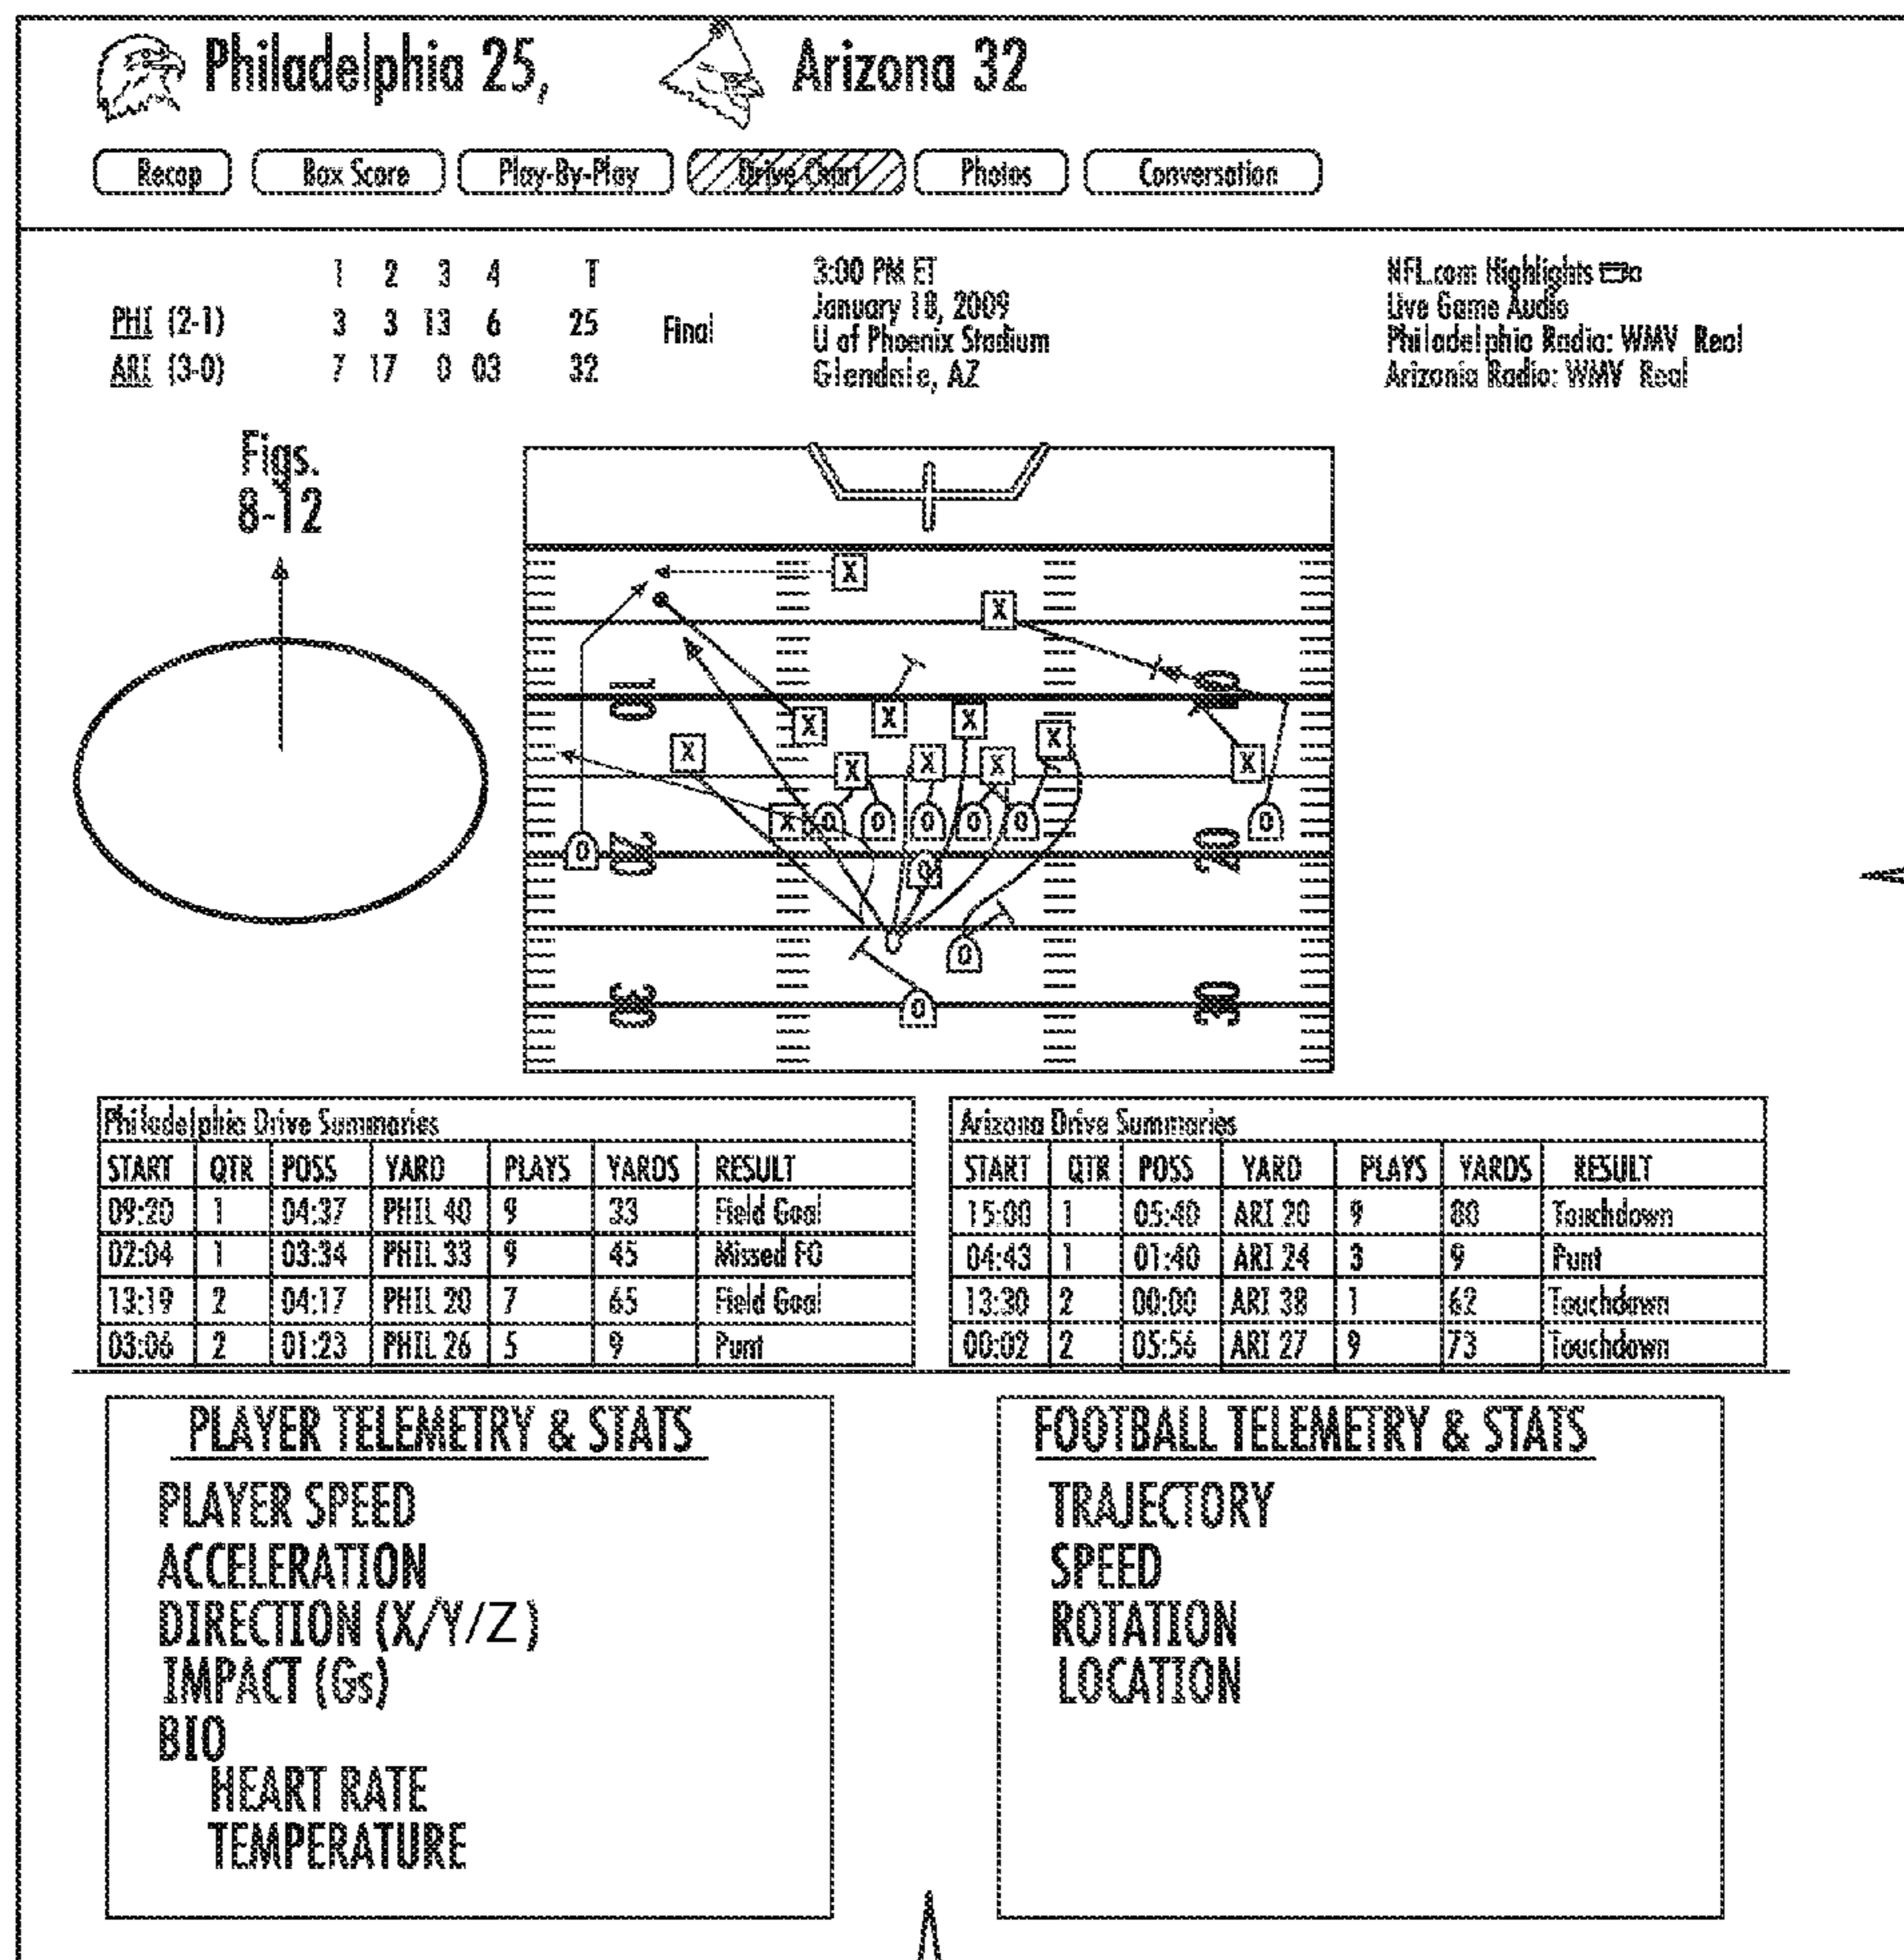 Philadelphia 25, Arizona 32
Recap Box Score Play-By-Play Drive Chart Photos Conversation
1 2 3 4 T
PHI (2-1) 3 3 13 6 25
ARI (3-0) 7 17 0 03 32
Final
3:00 PM ET
January 18, 2009
U of Phoenix Stadium
Glendale, AZ
NFL.com Highlights
Live Game Audio
Philadelphia Radio: WMV Real
Arizonia Radio: WMV Real
Figs.
8-12
X
X
10 10
X X X X
X X X X X
X O O O O O O
20 O O 20
O
30 O 30
Philadelphia Drive Summaries
START QTR POSS YARD PLAYS YARDS RESULT
09:20 1 04:37 PHIL 40 9 33 Field Goal
02:04 1 03:34 PHIL 33 9 45 Missed FG
13:19 2 04:17 PHIL 20 7 65 Field Goal
03:06 2 01:23 PHIL 26 5 9 Punt
Arizona Drive Summaries
START QTR POSS YARD PLAYS YARDS RESULT
15:00 1 05:40 ARI 20 9 80 Touchdown
04:43 1 01:40 ARI 24 3 9 Punt
13:30 2 00:00 ARI 38 1 62 Touchdown
00:02 2 05:56 ARI 27 9 73 Touchdown
PLAYER TELEMETRY & STATS
PLAYER SPEED
ACCELERATION
DIRECTION (X/Y/Z)
IMPACT (Gs)
BIO
HEART RATE
TEMPERATURE
FOOTBALL TELEMETRY & STATS
TRAJECTORY
SPEED
ROTATION
LOCATION